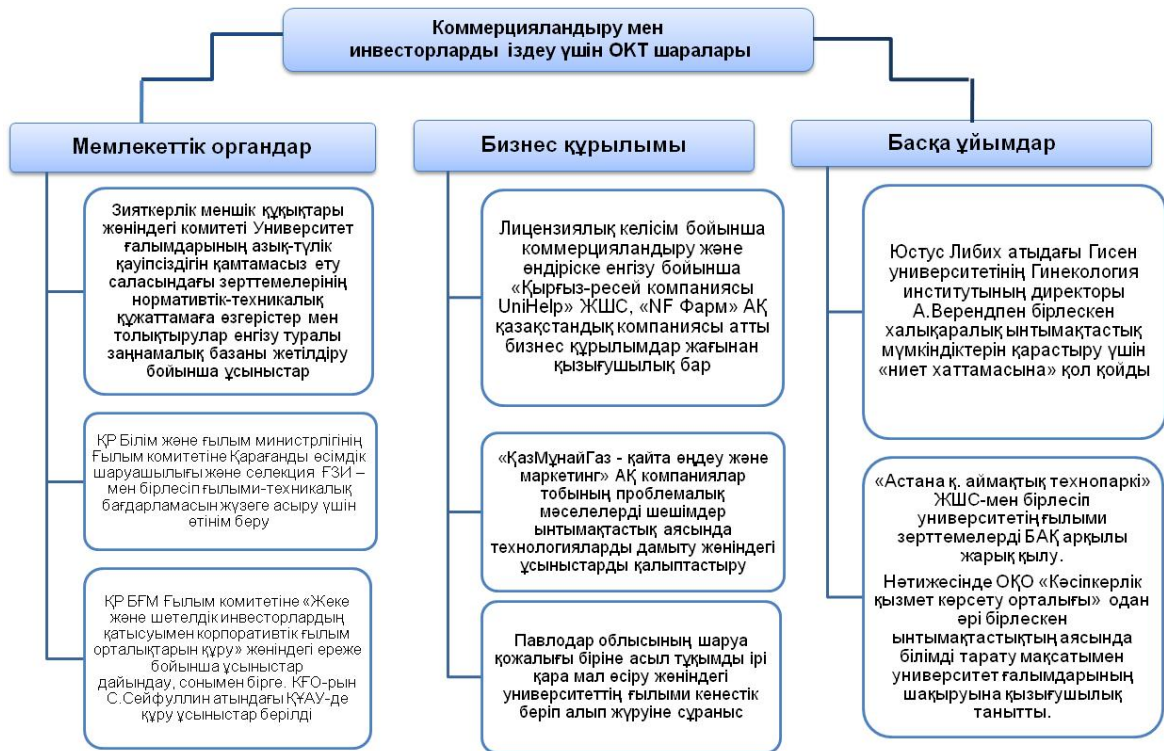 Коммерцияландыру мен
инвесторларды іздеу үшін ОКТ шаралары
Мемлекеттік органдар
Зияткерлік меншік құқықтары
жөніндегі комитеті Университет
ғалымдарының азық-түлік
қауіпсіздігін қамтамасыз ету
саласындағы зерттемелерінің
нормативтік-техникалық
құжаттамаға өзгерістер мен
толықтырулар енгізу туралы
заңнамалық базаны жетілдіру
бойынша ұсыныстар
ҚР Білім және ғылым министрлігінің
Ғылым комитетіне Қарағанды өсімдік
шаруашылығы және селекция ҒЗИ –
мен бірлесіп ғылыми-техникалық
бағдарламасын жүзеге асыру үшін
өтінім беру
ҚР БҒМ Ғылым комитетіне «Жеке
және шетелдік инвесторлардың
қатысуымен корпоративтік ғылым
орталықтарын құру» жөніндегі ереже
бойынша ұсыныстар
дайындау, сонымен бірге. КҒО-рын
С.Сейфуллин атындағы ҚҰАУ-де
құру ұсыныстар берілді
Бизнес құрылымы
Лицензиялық келісім бойынша
коммерцияландыру және
өндіріске енгізу бойынша
«Қырғыз-ресей компаниясы
UniHelp» ЖШС, «NF Фарм» АҚ
қазақстандық компаниясы атты
бизнес құрылымдар жағынан
қызығушылық бар
«ҚазМұнайГаз - қайта өңдеу және
маркетинг» АҚ компаниялар
тобының проблемалық
мәселелерді шешімдер
ынтымақтастық аясында
технологияларды дамыту жөніндегі
ұсыныстарды қалыптастыру
Павлодар облысының шаруа
қожалығы біріне асыл тұқымды ірі
қара мал өсіру жөніндегі
университеттің ғылыми кенестік
беріп алып жүруіне сұраныс
Басқа ұйымдар
Юстус Либих атыдағы Гисен
университетінің Гинекология
институтының директоры
А.Верендпен бірлескен
халықаралық ынтымақтастық
мүмкіндіктерін қарастыру үшін
«ниет хаттамасына» қол қойды
«Астана қ. аймақтық технопаркі»
ЖШС-мен бірлесіп
университетің ғылыми
зерттемелерді БАҚ арқылы
жарық қылу.
Нәтижесінде ОҚО «Кәсіпкерлік
қызмет көрсету орталығы» одан
әрі бірлескен
ынтымақтастықтың аясында
білімді тарату мақсатымен
университет ғалымдарының
шақыруына қызығушылық
танытты.